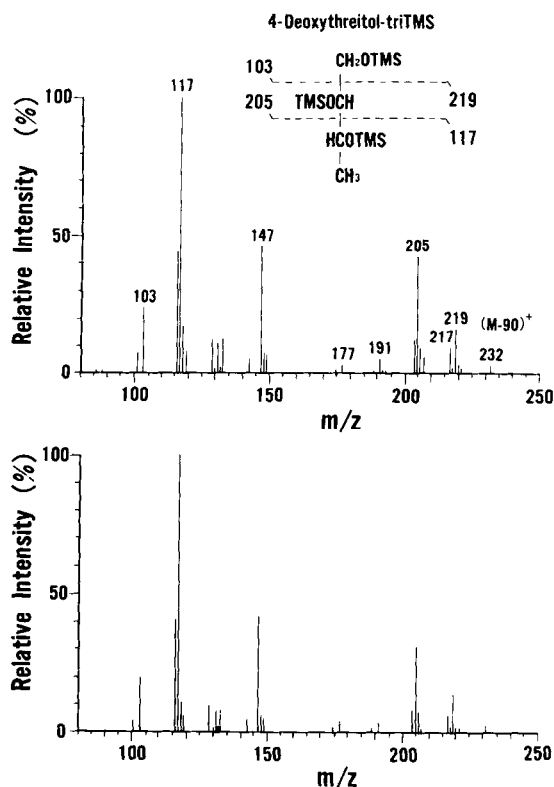 4-Deoxythreitol-triTMS
103 CH₂OTMS
205 TMSOCH 219
HCOTMS 117
CH₃
Relative Intensity (%)
100
50
0
117
103
147
177
191
205
217
219
232
(M-90)⁺
100 150 200 250
m/z
Relative Intensity (%)
100
50
0
100 150 200 250
m/z